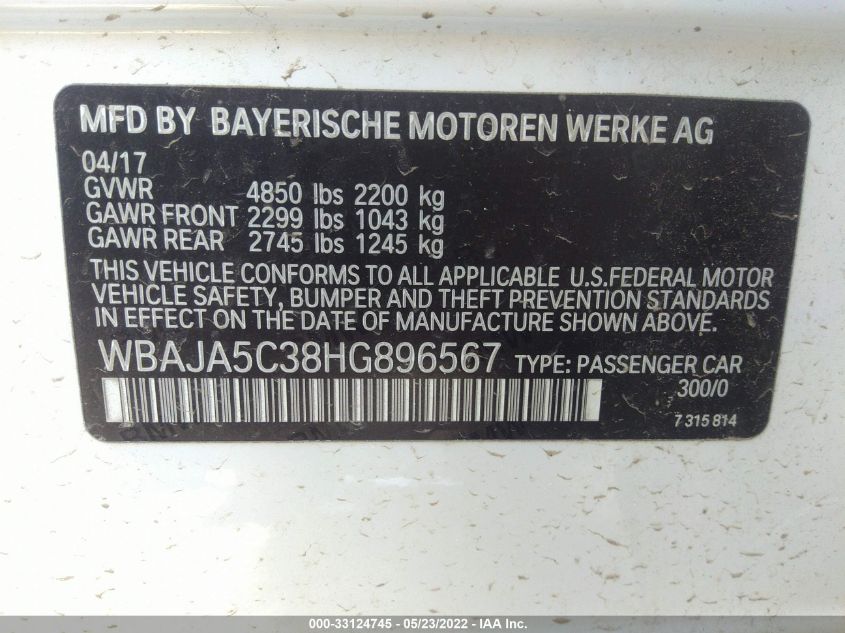 MFD BY BAYERISCHE MOTOREN WERKE AG
04/17
GVWR 4850 lbs 2200 kg
GAWR FRONT 2299 lbs 1043 kg
GAWR REAR 2745 lbs 1245 kg
THIS VEHICLE CONFORMS TO ALL APPLICABLE U.S.FEDERAL MOTOR
VEHICLE SAFETY, BUMPER AND THEFT PREVENTION STANDARDS
IN EFFECT ON THE DATE OF MANUFACTURE SHOWN ABOVE.
WBAJA5C38HG896567 TYPE: PASSENGER CAR
300/0
7 315 814
000-33124745 - 05/23/2022 - IAA Inc.